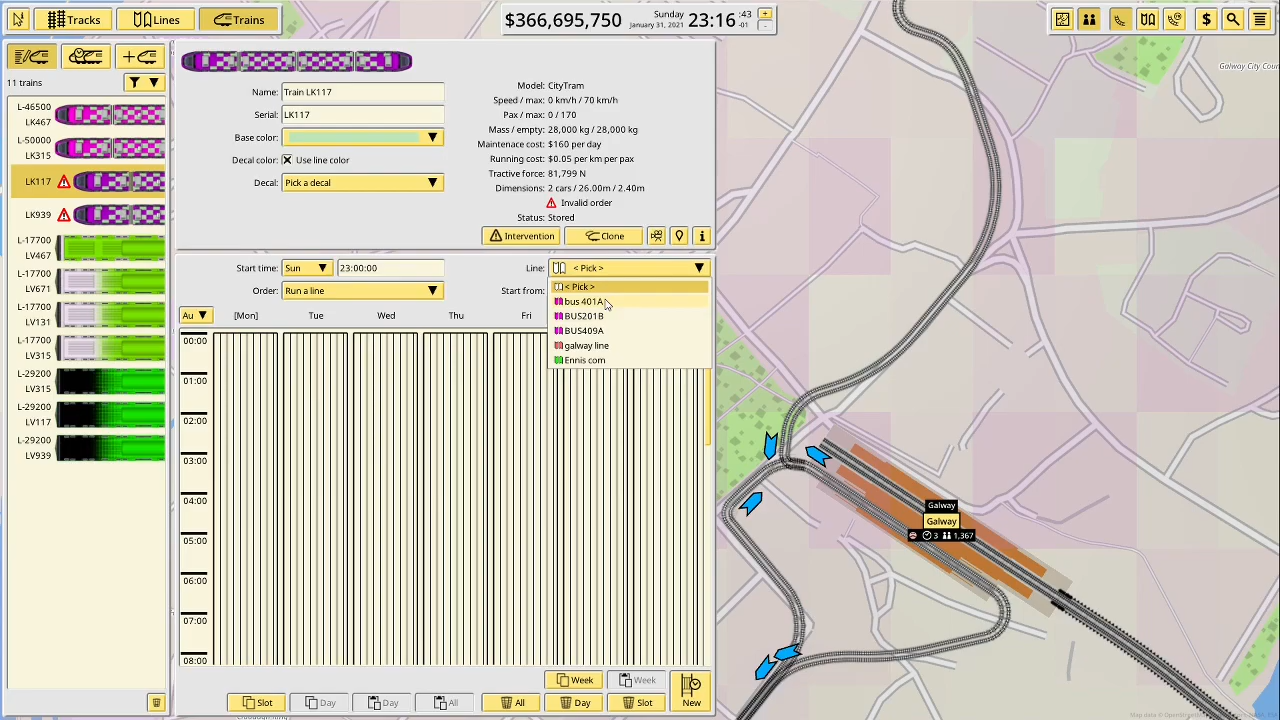 Tracks
Lines
Trains
$366,695,750
Sunday
January 31, 2021
23:16 :43
-01
+
-
$
11 trains
L-46500
LK467
L-50000
LK315
LK117
LK939
L-17700
LV467
L-17701
LV671
L-17700
LV131
L-17700
LV315
L-29200
LV315
L-29200
LV117
L-29200
LV939
Name: Train LK117
Serial: LK117
Base color:
Decal color: Use line color
Decal: Pick a decal
Model: CityTram
Speed / max: 0 km/h / 70 km/h
Pax / max: 0 / 170
Mass/empty: 28,000 kg / 28,000 kg
Maintenace cost: $160 per day
Running cost: $0.05 per km per pax
Tractive force: 81,799 N
Dimensions: 2 cars / 26.00m / 2.40m
Invalid order
Status: Stored
Intervention
Clone
Start time: Sun 23:00:00
Line: < Pick >
Order: Run a line
Start from:
< Pick >
bus 401A
BUS201B
BUS409A
galway line
Ennis com
Au
[Mon]
Tue
Wed
Thu
Fri
00:00
01:00
02:00
03:00
04:00
05:00
06:00
07:00
08:00
Week
Week
Slot
Day
Day
All
All
Day
Slot
New
Galway
Galway
3 1,367
Galway City Cour